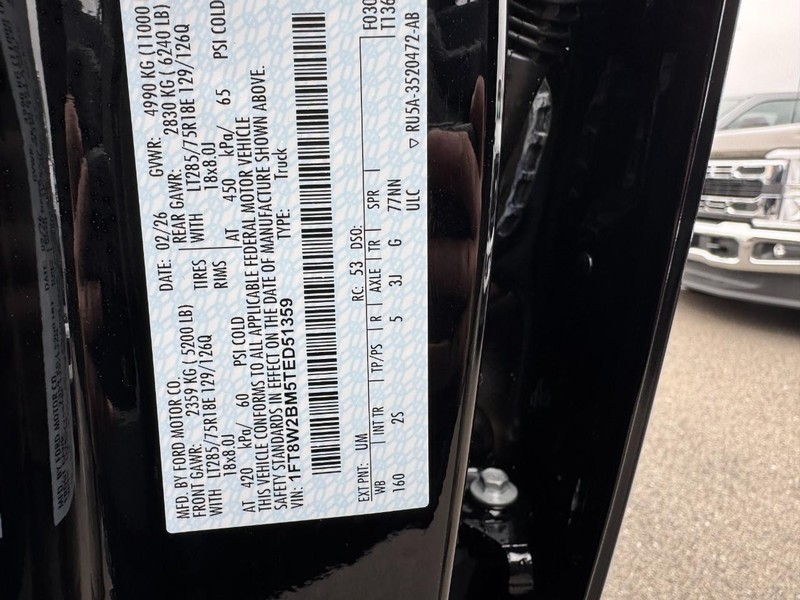 MFD. BY FORD MOTOR CO.
DATE: 02/26
GVWR: 4990 KG (11000
FRONT GAWR: 2359 KG ( 5200 LB)
REAR GAWR: 2830 KG ( 6240 LB)
WITH LT285/75R18E 129/126Q
TIRES
WITH LT285/75R18E 129/126Q
18x8.0J
RIMS
18x8.0J
AT 420 kPa/ 60 PSI COLD
AT 450 kPa/ 65 PSI COLD
THIS VEHICLE CONFORMS TO ALL APPLICABLE FEDERAL MOTOR VEHICLE
SAFETY STANDARDS IN EFFECT ON THE DATE OF MANUFACTURE SHOWN ABOVE.
VIN: 1FT8W2BM5TED51359
TYPE: Truck
F030
T136
EXT PNT: UM
RC: 53
DSO:
WB
INT TR
TP/PS
R
AXLE
TR
SPR
160
2S
5
3J
G
77NN
ULC
▽ RU5A-3520472-AB